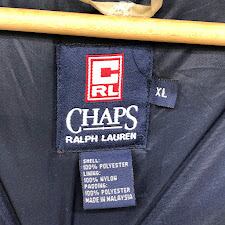 C
RL
CHAPS
RALPH LAUREN
XL
SHELL:
100% POLYESTER
LINING:
100% NYLON
PADDING:
100% POLYESTER
MADE IN MALAYSIA